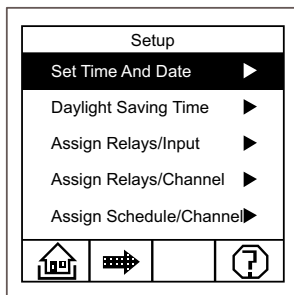 Setup
Set Time And Date
Daylight Saving Time
Assign Relays/Input
Assign Relays/Channel
Assign Schedule/Channel
?